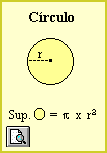 Círculo
r
Sup. = π x r²